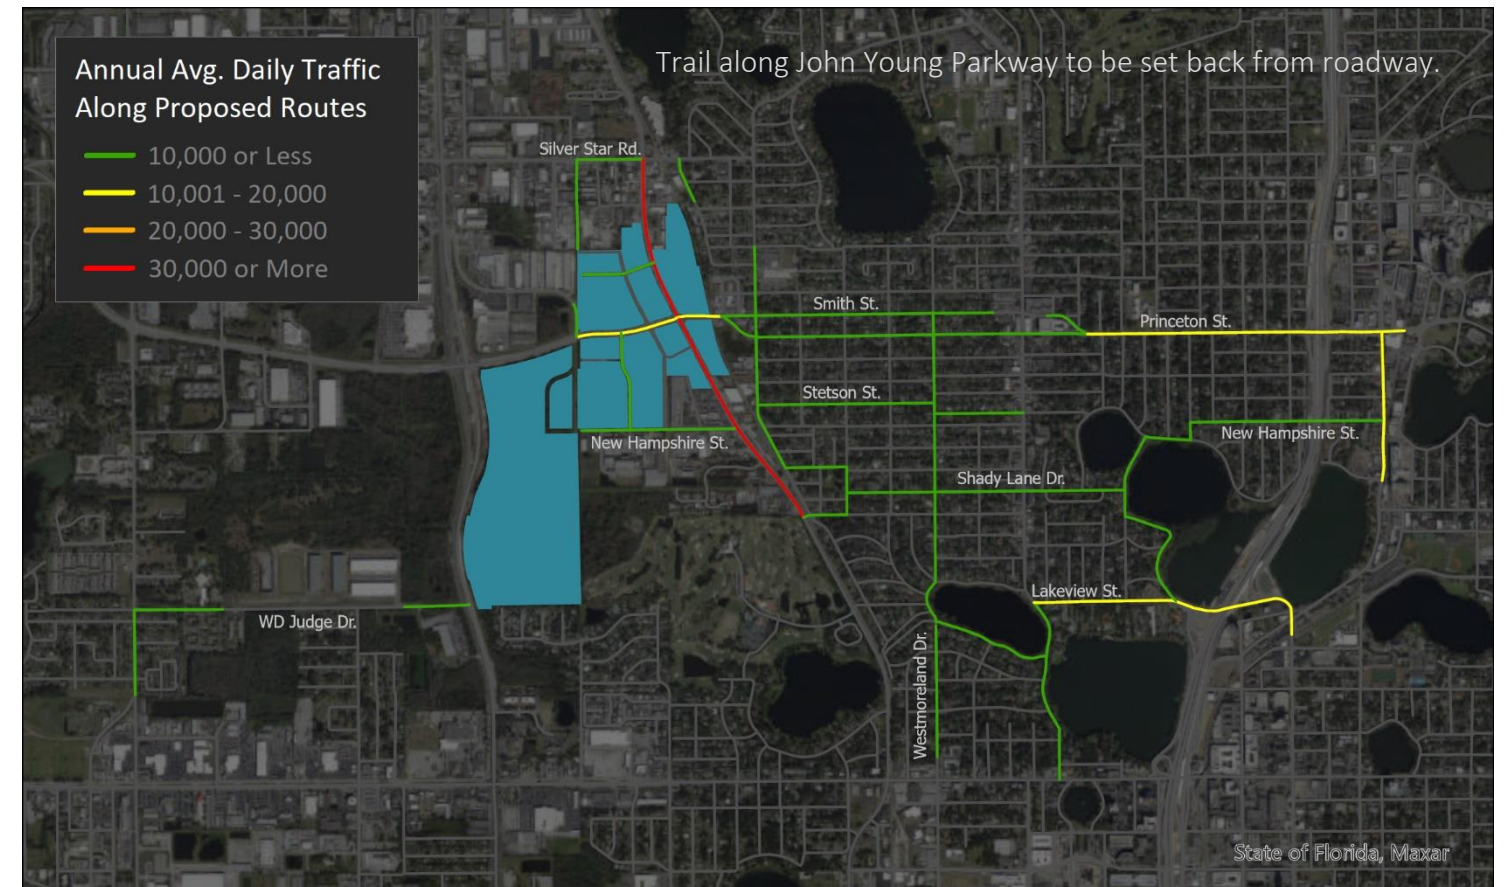 Annual Avg. Daily Traffic
Along Proposed Routes
10,000 or Less
10,001 - 20,000
20,000 - 30,000
30,000 or More
Trail along John Young Parkway to be set back from roadway.
Silver Star Rd.
Smith St.
Princeton St.
Stetson St.
New Hampshire St.
New Hampshire St.
Shady Lane Dr.
Lakeview St.
WD Judge Dr.
Westmoreland Dr.
State of Florida, Maxar